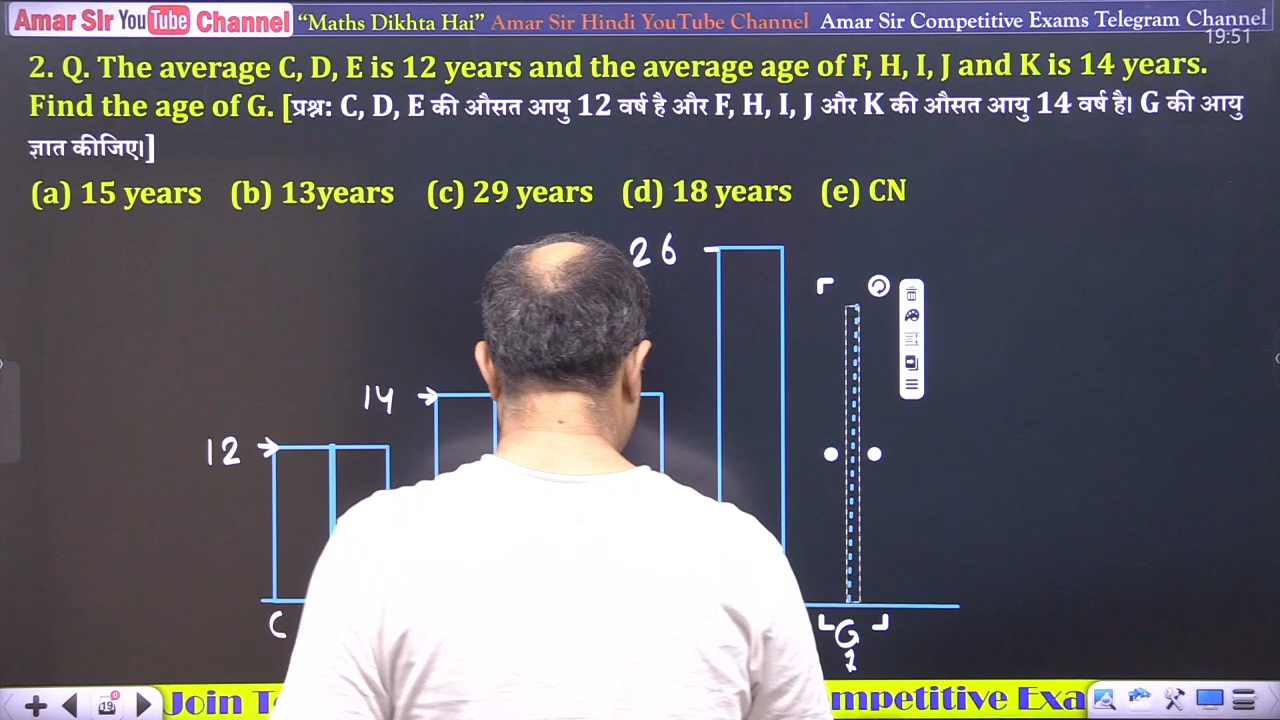 Amar SIr YouTube Channel "Maths Dikhta Hai" Amar Sir Hindi YouTube Channel Amar Sir Competitive Exams Telegram Channel
19:51
2. Q. The average C, D, E is 12 years and the average age of F, H, I, J and K is 14 years.
Find the age of G. [प्रश्न: C, D, E की औसत आयु 12 वर्ष है और F, H, I, J और K की औसत आयु 14 वर्ष है। G की आयु
ज्ञात कीजिए।]
(a) 15 years (b) 13years (c) 29 years (d) 18 years (e) CN
26
14
12
C
G
?
19
Join
mpetitive Exa